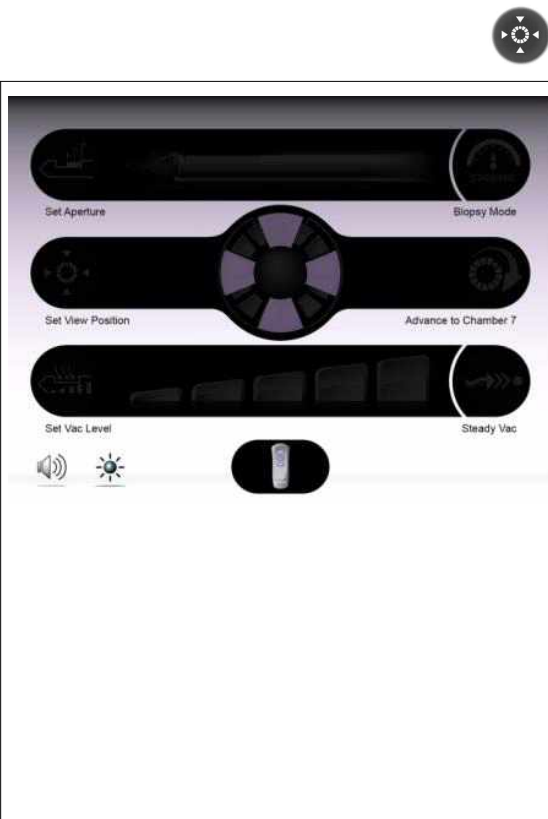 Set Aperture
Biopsy Mode
Set View Position
Advance to Chamber 7
Set Vac Level
Steady Vac